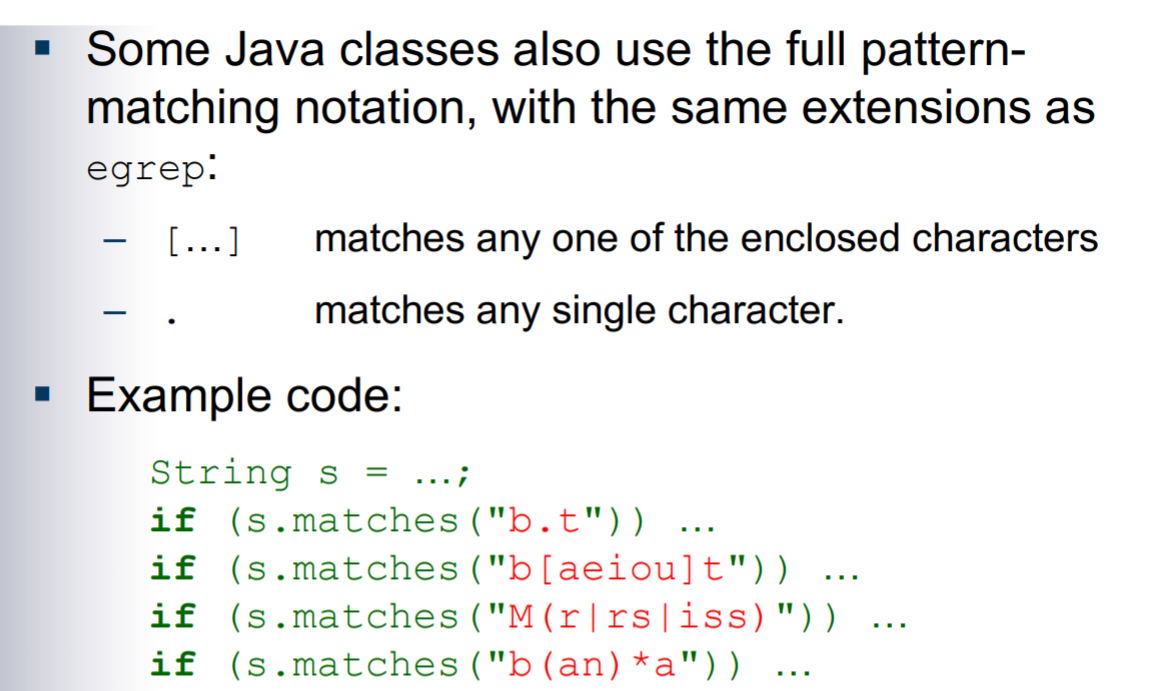 ▪ Some Java classes also use the full pattern-
matching notation, with the same extensions as
egrep:
– […] matches any one of the enclosed characters
– . matches any single character.
▪ Example code:
String s = …;
if (s.matches("b.t")) …
if (s.matches("b[aeiou]t")) …
if (s.matches("M(r|rs|iss)")) …
if (s.matches("b(an)*a")) …